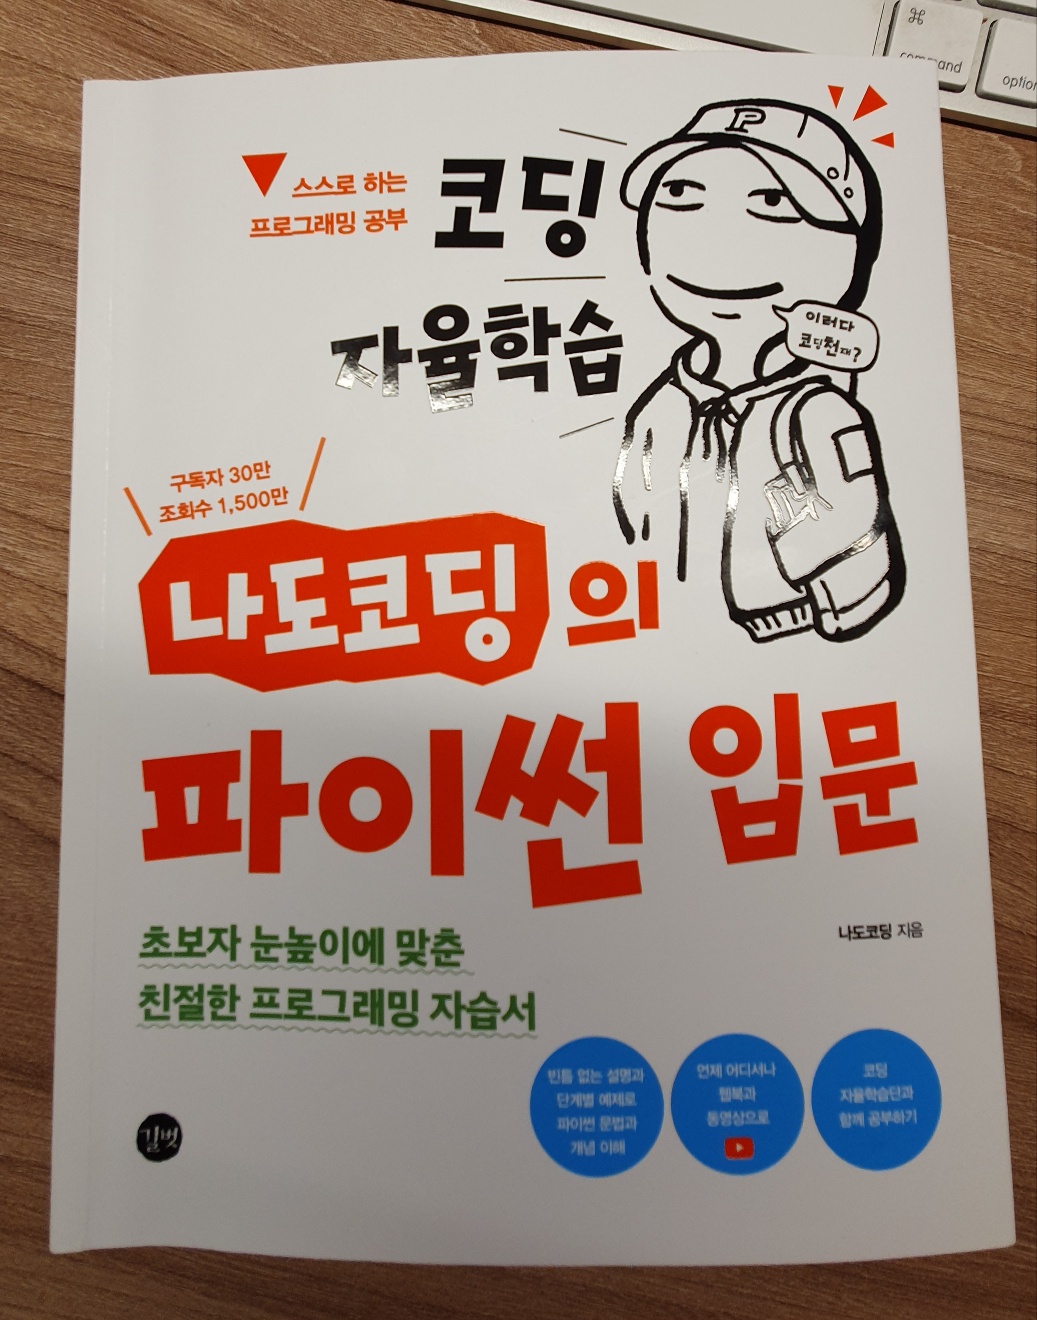 ⌘
command
option
스스로 하는
프로그래밍 공부
코딩
자율학습
P
이러다
코딩천재?
구독자 30만
조회수 1,500만
나도코딩의
파이썬 입문
초보자 눈높이에 맞춘
친절한 프로그래밍 자습서
나도코딩 지음
빈틈 없는 설명과
단계별 예제로
파이썬 문법과
개념 이해
언제 어디서나
웹북과
동영상으로
코딩
자율학습단과
함께 공부하기
길벗